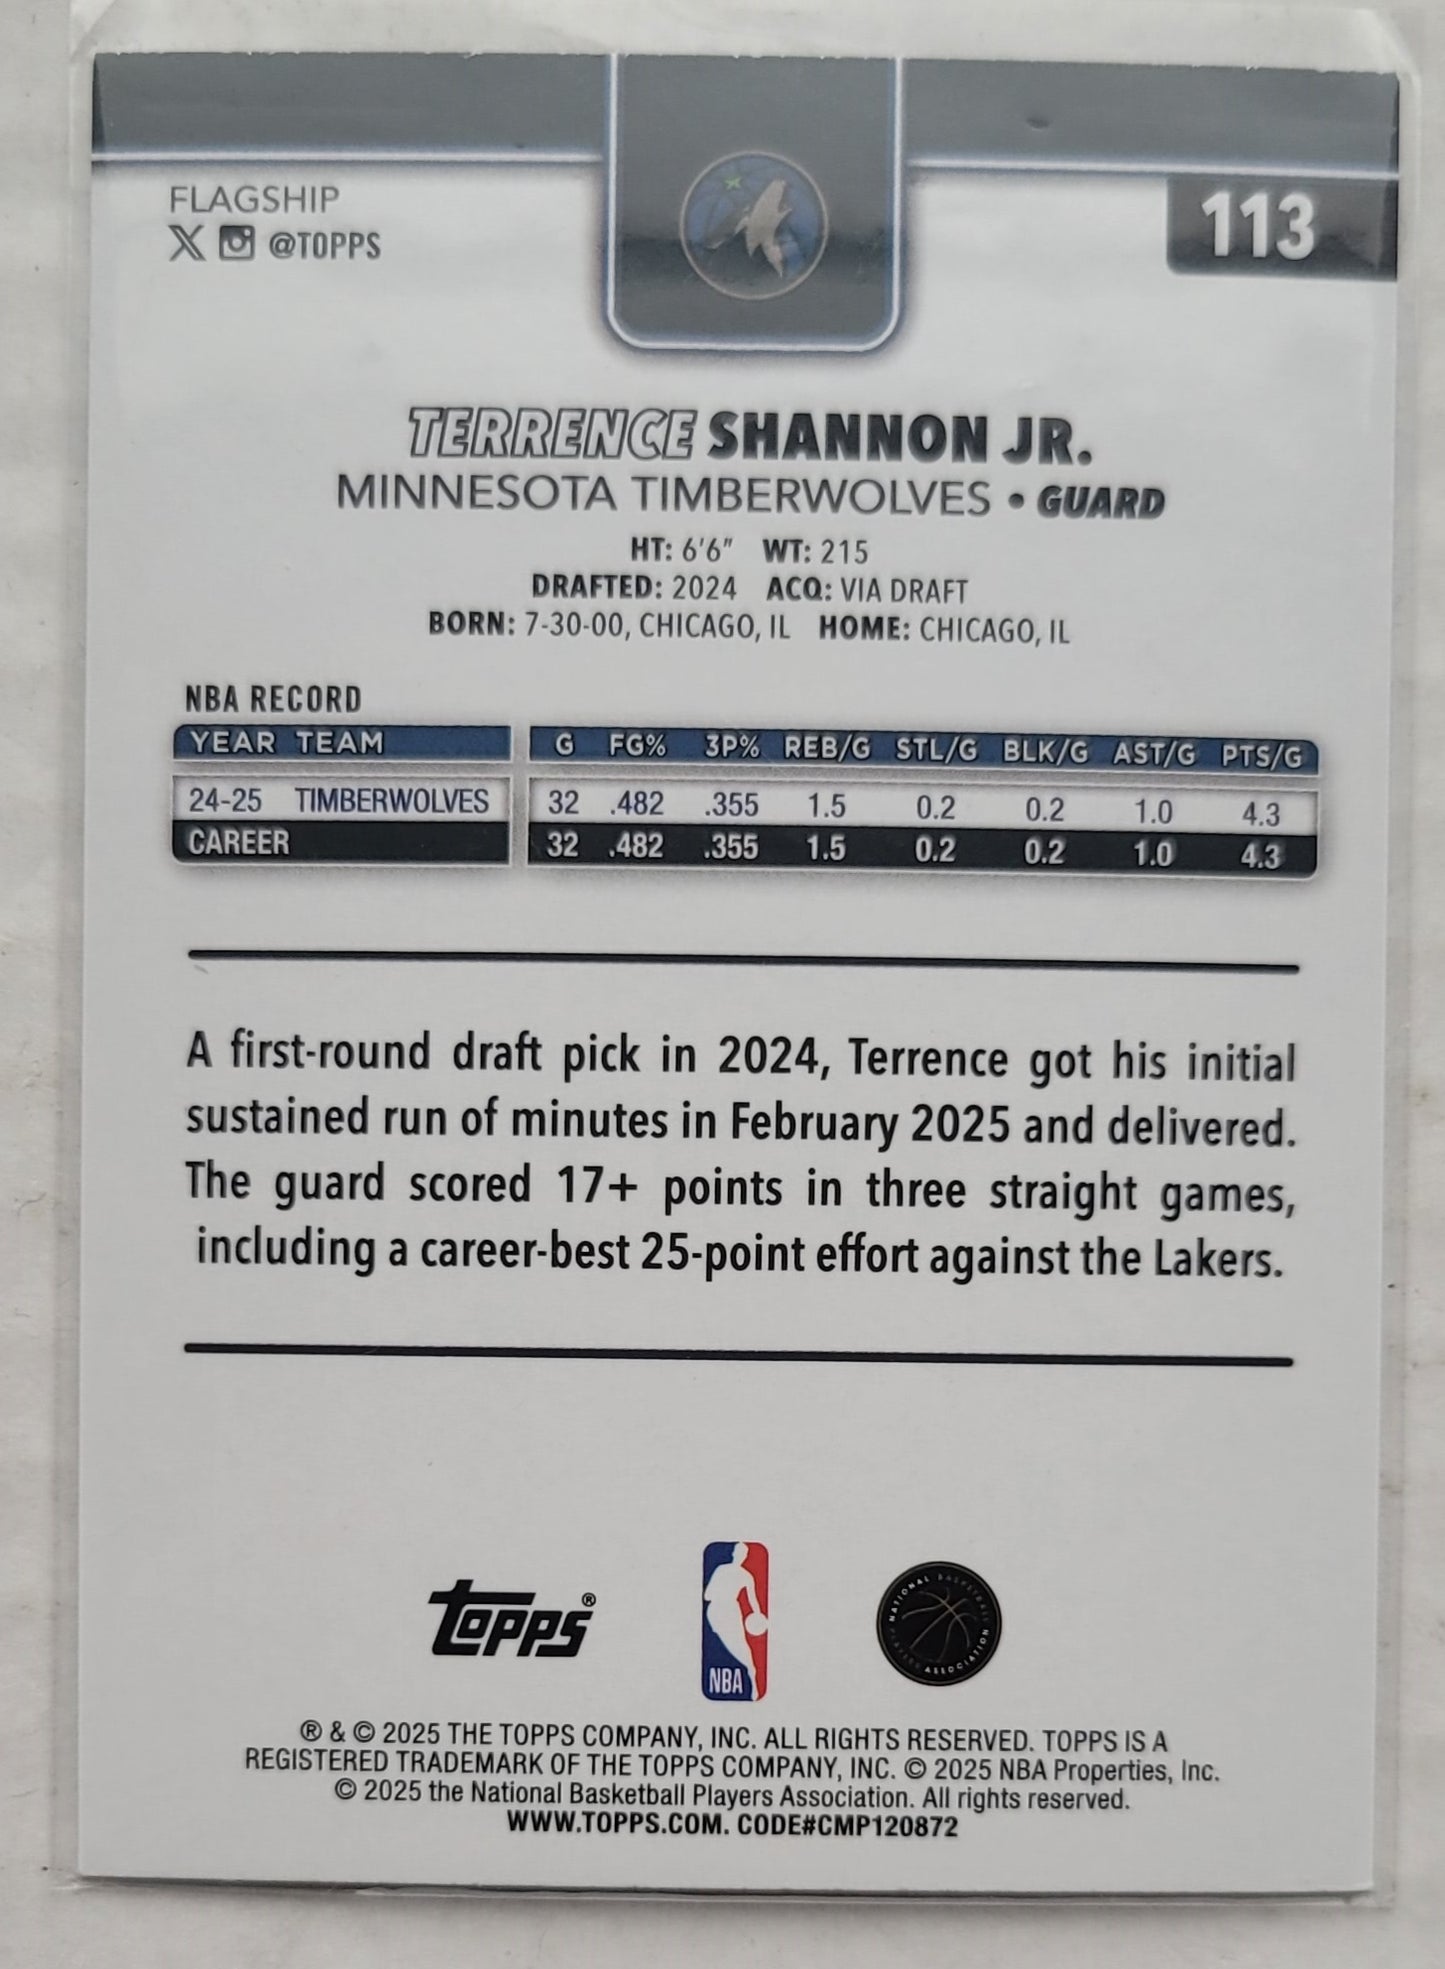 FLAGSHIP
X @TOPPS
113
TERRENCE SHANNON JR.
MINNESOTA TIMBERWOLVES • GUARD
HT: 6'6" WT: 215
DRAFTED: 2024 ACQ: VIA DRAFT
BORN: 7-30-00, CHICAGO, IL HOME: CHICAGO, IL
NBA RECORD
YEAR TEAM G FG% 3P% REB/G STL/G BLK/G AST/G PTS/G
24-25 TIMBERWOLVES 32 .482 .355 1.5 0.2 0.2 1.0 4.3
CAREER 32 .482 .355 1.5 0.2 0.2 1.0 4.3
A first-round draft pick in 2024, Terrence got his initial
sustained run of minutes in February 2025 and delivered.
The guard scored 17+ points in three straight games,
including a career-best 25-point effort against the Lakers.
Topps®
NBA
NATIONAL BASKETBALL PLAYERS ASSOCIATION
® & © 2025 THE TOPPS COMPANY, INC. ALL RIGHTS RESERVED. TOPPS IS A
REGISTERED TRADEMARK OF THE TOPPS COMPANY, INC. © 2025 NBA Properties, Inc.
© 2025 the National Basketball Players Association. All rights reserved.
WWW.TOPPS.COM. CODE#CMP120872